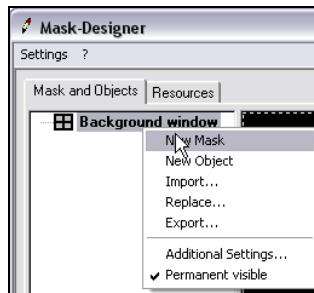 Mask-Designer
Settings ?
Mask and Objects Resources
Background window
New Mask
New Object
Import...
Replace...
Export...
Additional Settings...
Permanent visible